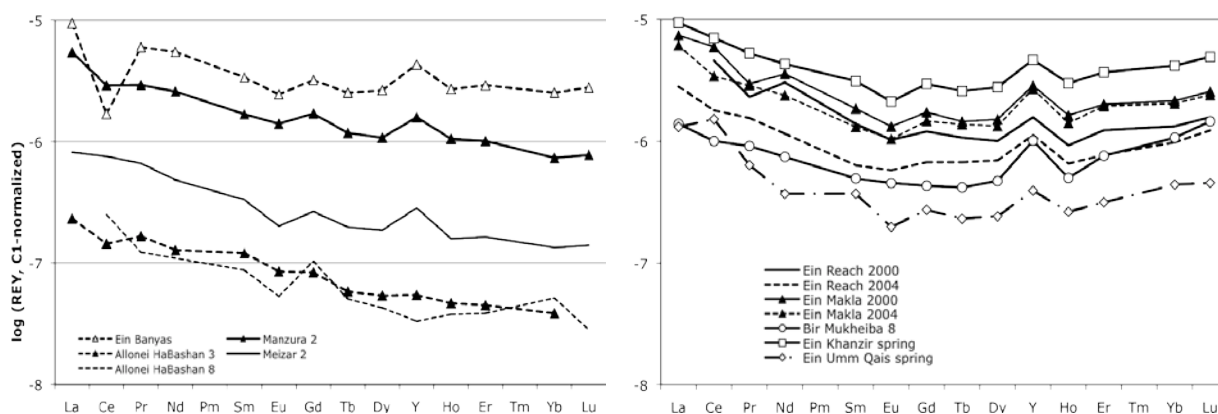 log (REY, C1-normalized)
-5
-6
-7
-8
Ein Banyas
Manzura 2
Allonei HaBashan 3
Meizar 2
Allonei HaBashan 8
La Ce Pr Nd Pm Sm Eu Gd Tb Dy Y Ho Er Tm Yb Lu
-5
-6
-7
-8
Ein Reach 2000
Ein Reach 2004
Ein Makla 2000
Ein Makla 2004
Bir Mukheiba 8
Ein Khanzir spring
Ein Umm Qais spring
La Ce Pr Nd Pm Sm Eu Gd Tb Dy Y Ho Er Tm Yb Lu